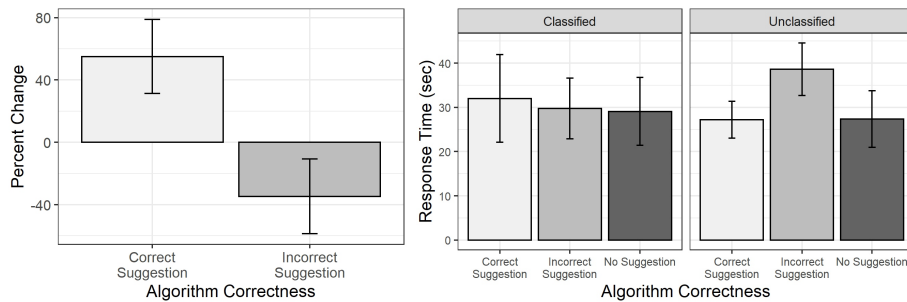 Percent Change
80
40
0
-40
Correct
Suggestion
Incorrect
Suggestion
Algorithm Correctness
Classified
Unclassified
Response Time (sec)
40
30
20
10
0
Correct
Suggestion
Incorrect
Suggestion
No Suggestion
Correct
Suggestion
Incorrect
Suggestion
No Suggestion
Algorithm Correctness